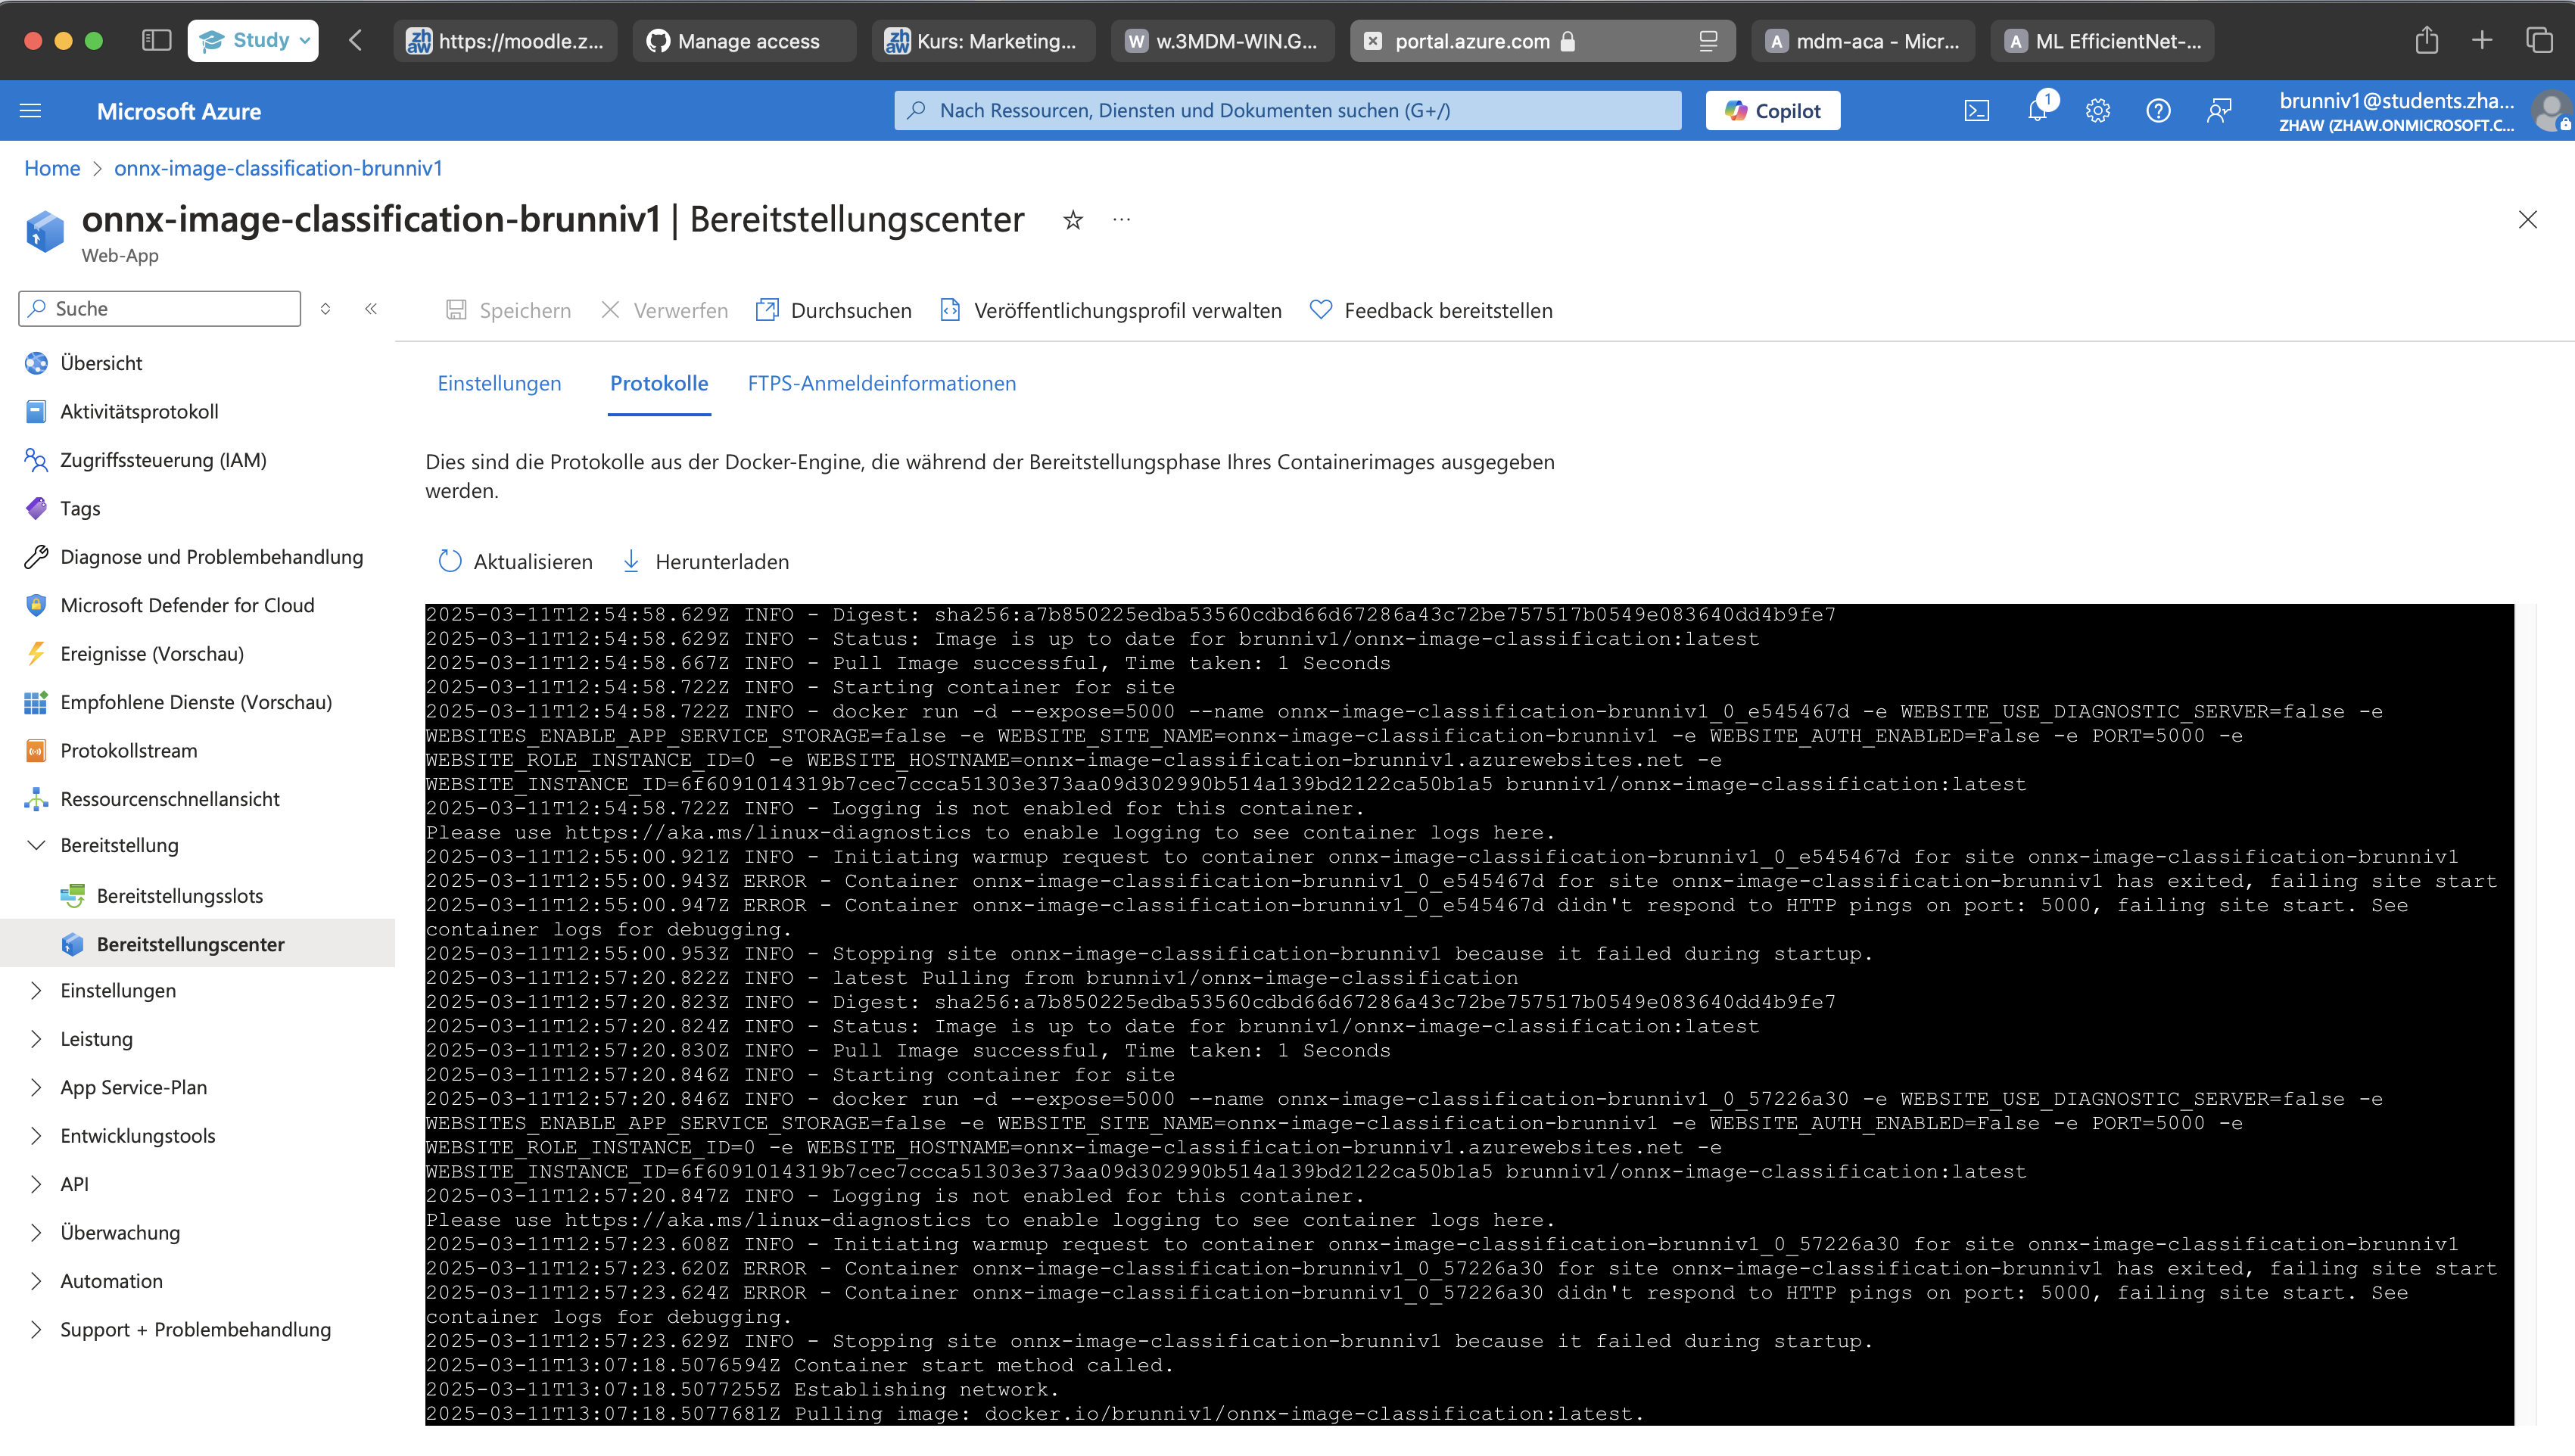 Study
https://moodle.z...
Manage access
Kurs: Marketing...
W w.3MDM-WIN.G...
portal.azure.com
A mdm-aca - Micr...
A ML EfficientNet-...
Microsoft Azure
Nach Ressourcen, Diensten und Dokumenten suchen (G+/)
Copilot
1
brunniv1@students.zha...
ZHAW (ZHAW.ONMICROSOFT.C...
Home > onnx-image-classification-brunniv1
onnx-image-classification-brunniv1 | Bereitstellungscenter
Web-App
Suche
Speichern
Verwerfen
Durchsuchen
Veröffentlichungsprofil verwalten
Feedback bereitstellen
Übersicht
Aktivitätsprotokoll
Zugriffssteuerung (IAM)
Tags
Diagnose und Problembehandlung
Microsoft Defender for Cloud
Ereignisse (Vorschau)
Empfohlene Dienste (Vorschau)
Protokollstream
Ressourcenschnellansicht
Bereitstellung
Bereitstellungsslots
Bereitstellungscenter
Einstellungen
Leistung
App Service-Plan
Entwicklungstools
API
Überwachung
Automation
Support + Problembehandlung
Einstellungen
Protokolle
FTPS-Anmeldeinformationen
Dies sind die Protokolle aus der Docker-Engine, die während der Bereitstellungsphase Ihres Containerimages ausgegeben
werden.
Aktualisieren
Herunterladen
2025-03-11T12:54:58.629Z INFO - Digest: sha256:a7b850225edba53560cdbd66d67286a43c72be757517b0549e083640dd4b9fe7
2025-03-11T12:54:58.629Z INFO - Status: Image is up to date for brunniv1/onnx-image-classification:latest
2025-03-11T12:54:58.667Z INFO - Pull Image successful, Time taken: 1 Seconds
2025-03-11T12:54:58.722Z INFO - Starting container for site
2025-03-11T12:54:58.722Z INFO - docker run -d --expose=5000 --name onnx-image-classification-brunniv1_0_e545467d -e WEBSITE_USE_DIAGNOSTIC_SERVER=false -e
WEBSITES_ENABLE_APP_SERVICE_STORAGE=false -e WEBSITE_SITE_NAME=onnx-image-classification-brunniv1 -e WEBSITE_AUTH_ENABLED=False -e PORT=5000 -e
WEBSITE_ROLE_INSTANCE_ID=0 -e WEBSITE_HOSTNAME=onnx-image-classification-brunniv1.azurewebsites.net -e
WEBSITE_INSTANCE_ID=6f6091014319b7cec7ccca51303e373aa09d302990b514a139bd2122ca50b1a5 brunniv1/onnx-image-classification:latest
2025-03-11T12:54:58.722Z INFO - Logging is not enabled for this container.
Please use https://aka.ms/linux-diagnostics to enable logging to see container logs here.
2025-03-11T12:55:00.921Z INFO - Initiating warmup request to container onnx-image-classification-brunniv1_0_e545467d for site onnx-image-classification-brunniv1
2025-03-11T12:55:00.943Z ERROR - Container onnx-image-classification-brunniv1_0_e545467d for site onnx-image-classification-brunniv1 has exited, failing site start
2025-03-11T12:55:00.947Z ERROR - Container onnx-image-classification-brunniv1_0_e545467d didn't respond to HTTP pings on port: 5000, failing site start. See
container logs for debugging.
2025-03-11T12:55:00.953Z INFO - Stopping site onnx-image-classification-brunniv1 because it failed during startup.
2025-03-11T12:57:20.822Z INFO - latest Pulling from brunniv1/onnx-image-classification
2025-03-11T12:57:20.823Z INFO - Digest: sha256:a7b850225edba53560cdbd66d67286a43c72be757517b0549e083640dd4b9fe7
2025-03-11T12:57:20.824Z INFO - Status: Image is up to date for brunniv1/onnx-image-classification:latest
2025-03-11T12:57:20.830Z INFO - Pull Image successful, Time taken: 1 Seconds
2025-03-11T12:57:20.846Z INFO - Starting container for site
2025-03-11T12:57:20.846Z INFO - docker run -d --expose=5000 --name onnx-image-classification-brunniv1_0_57226a30 -e WEBSITE_USE_DIAGNOSTIC_SERVER=false -e
WEBSITES_ENABLE_APP_SERVICE_STORAGE=false -e WEBSITE_SITE_NAME=onnx-image-classification-brunniv1 -e WEBSITE_AUTH_ENABLED=False -e PORT=5000 -e
WEBSITE_ROLE_INSTANCE_ID=0 -e WEBSITE_HOSTNAME=onnx-image-classification-brunniv1.azurewebsites.net -e
WEBSITE_INSTANCE_ID=6f6091014319b7cec7ccca51303e373aa09d302990b514a139bd2122ca50b1a5 brunniv1/onnx-image-classification:latest
2025-03-11T12:57:20.847Z INFO - Logging is not enabled for this container.
Please use https://aka.ms/linux-diagnostics to enable logging to see container logs here.
2025-03-11T12:57:23.608Z INFO - Initiating warmup request to container onnx-image-classification-brunniv1_0_57226a30 for site onnx-image-classification-brunniv1
2025-03-11T12:57:23.620Z ERROR - Container onnx-image-classification-brunniv1_0_57226a30 for site onnx-image-classification-brunniv1 has exited, failing site start
2025-03-11T12:57:23.624Z ERROR - Container onnx-image-classification-brunniv1_0_57226a30 didn't respond to HTTP pings on port: 5000, failing site start. See
container logs for debugging.
2025-03-11T12:57:23.629Z INFO - Stopping site onnx-image-classification-brunniv1 because it failed during startup.
2025-03-11T13:07:18.5076594Z Container start method called.
2025-03-11T13:07:18.5077255Z Establishing network.
2025-03-11T13:07:18.5077681Z Pulling image: docker.io/brunniv1/onnx-image-classification:latest.